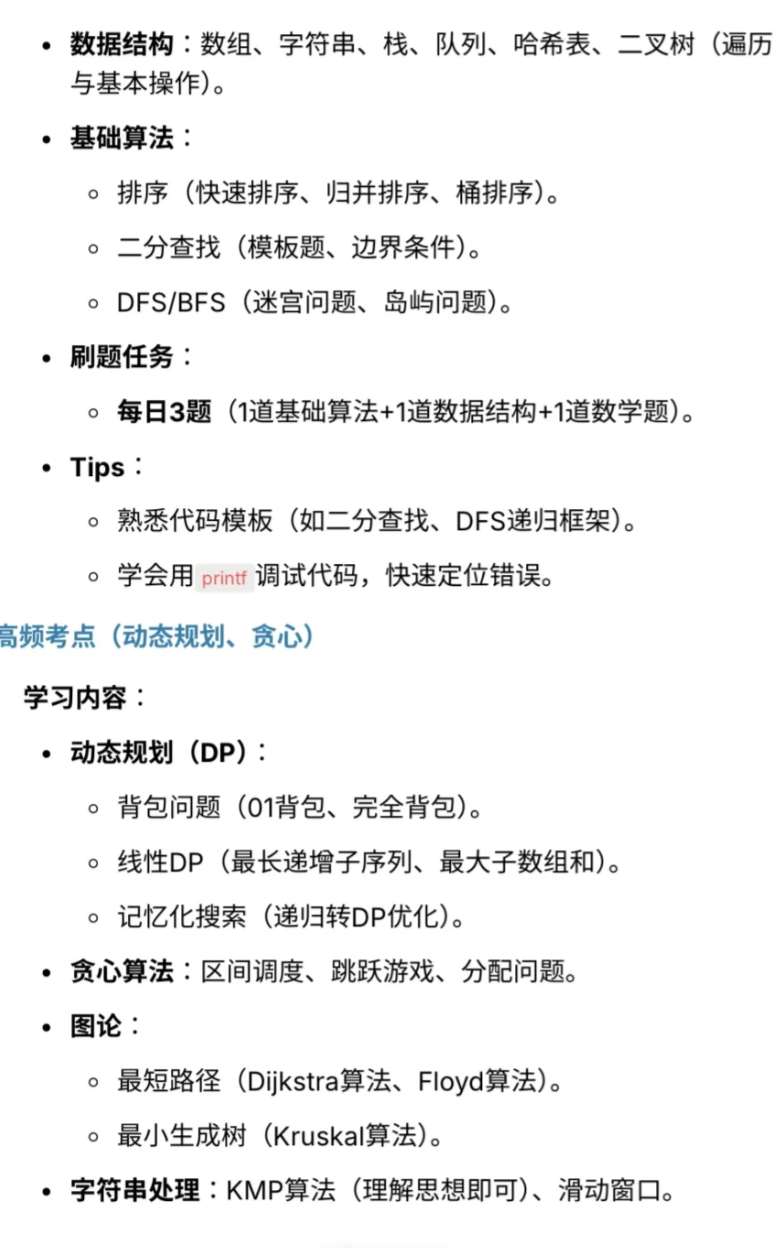 • 数据结构：数组、字符串、栈、队列、哈希表、二叉树（遍历
与基本操作）。
• 基础算法：
◦ 排序（快速排序、归并排序、桶排序）。
◦ 二分查找（模板题、边界条件）。
◦ DFS/BFS（迷宫问题、岛屿问题）。
• 刷题任务：
◦ 每日3题（1道基础算法+1道数据结构+1道数学题）。
• Tips：
◦ 熟悉代码模板（如二分查找、DFS递归框架）。
◦ 学会用 printf 调试代码，快速定位错误。
高频考点（动态规划、贪心）
学习内容：
• 动态规划（DP）：
◦ 背包问题（01背包、完全背包）。
◦ 线性DP（最长递增子序列、最大子数组和）。
◦ 记忆化搜索（递归转DP优化）。
• 贪心算法：区间调度、跳跃游戏、分配问题。
• 图论：
◦ 最短路径（Dijkstra算法、Floyd算法）。
◦ 最小生成树（Kruskal算法）。
• 字符串处理：KMP算法（理解思想即可）、滑动窗口。